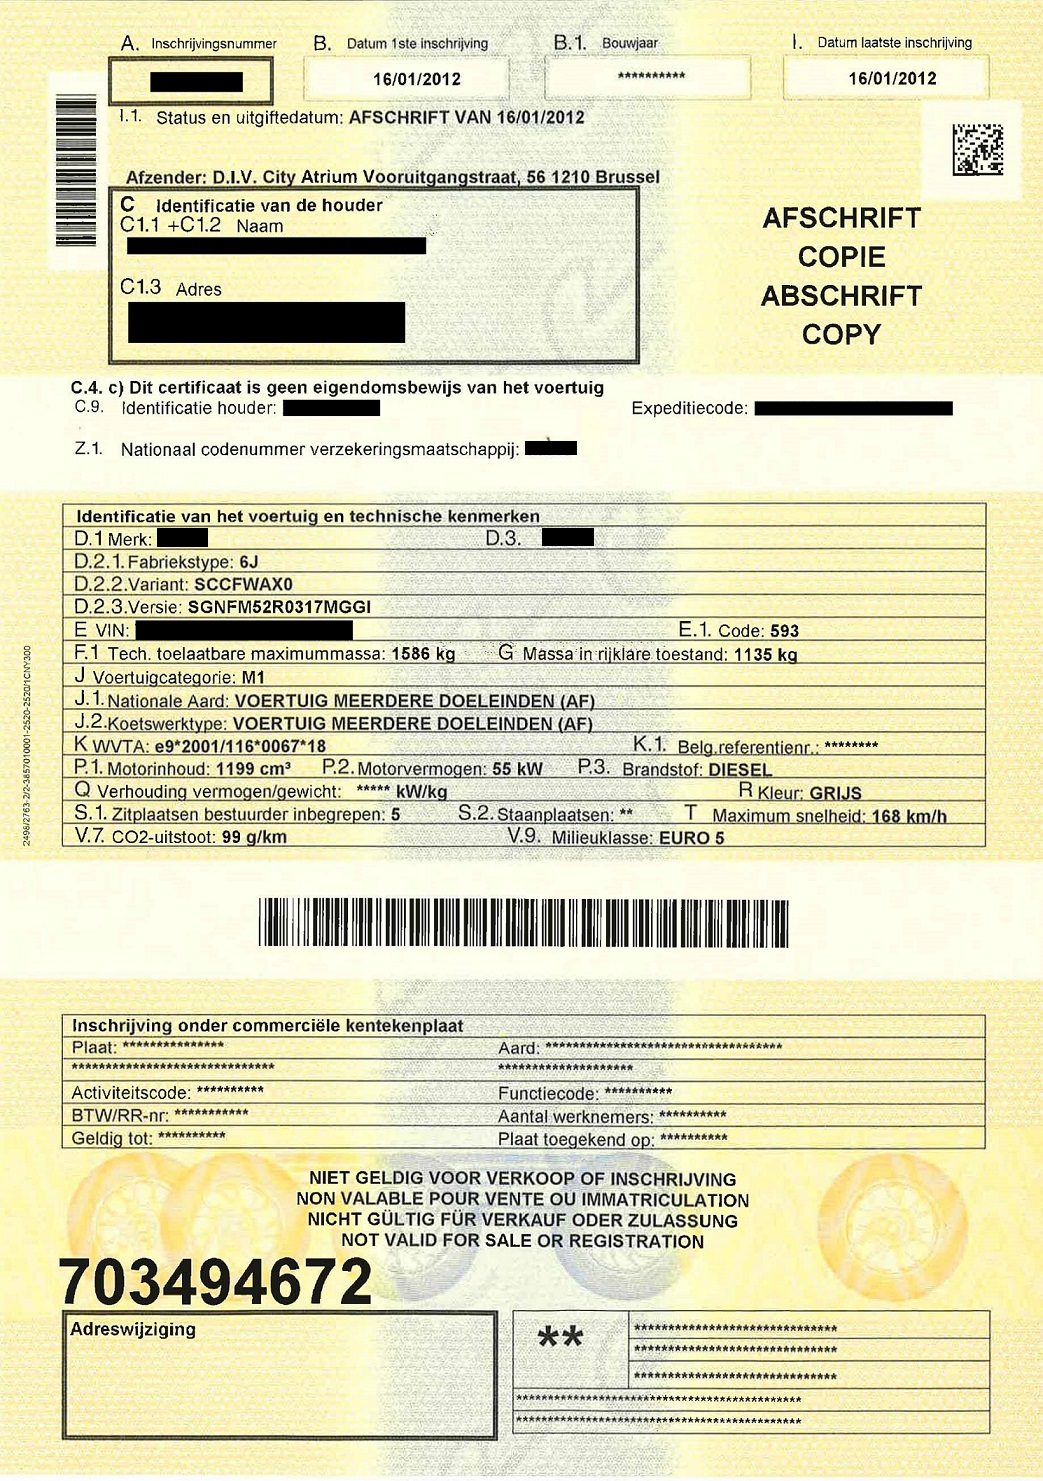 A. Inschrijvingsnummer B. Datum 1ste inschrijving B.1. Bouwjaar I. Datum laatste inschrijving
16/01/2012 ********** 16/01/2012
I.1. Status en uitgiftedatum: AFSCHRIFT VAN 16/01/2012
Afzender: D.I.V. City Atrium Vooruitgangstraat, 56 1210 Brussel
C Identificatie van de houder
C1.1 +C1.2 Naam
C1.3 Adres
AFSCHRIFT
COPIE
ABSCHRIFT
COPY
C.4. c) Dit certificaat is geen eigendomsbewijs van het voertuig
C.9. Identificatie houder: Expeditiecode:
Z.1. Nationaal codenummer verzekeringsmaatschappij:
Identificatie van het voertuig en technische kenmerken
D.1 Merk: D.3.
D.2.1. Fabriekstype: 6J
D.2.2. Variant: SCCFWAX0
D.2.3. Versie: SGNFM52R0317MGGI
E VIN: E.1. Code: 593
F.1 Tech. toelaatbare maximummassa: 1586 kg G Massa in rijklare toestand: 1135 kg
J Voertuigcategorie: M1
J.1. Nationale Aard: VOERTUIG MEERDERE DOELEINDEN (AF)
J.2. Koetswerktype: VOERTUIG MEERDERE DOELEINDEN (AF)
K WVTA: e9*2001/116*0067*18 K.1. Belg.referentienr.: ********
P.1. Motorinhoud: 1199 cm³ P.2. Motorvermogen: 55 kW P.3. Brandstof: DIESEL
Q Verhouding vermogen/gewicht: ***** kW/kg R Kleur: GRIJS
S.1. Zitplaatsen bestuurder inbegrepen: 5 S.2. Staanplaatsen: ** T Maximum snelheid: 168 km/h
V.7. CO2-uitstoot: 99 g/km V.9. Milieuklasse: EURO 5
2496/2763-2/2-3857010001-2520-2520/1CNY300
Inschrijving onder commerciële kentekenplaat
Plaat: *************** Aard: ***********************************
****************************** ********************
Activiteitscode: ********** Functiecode: **********
BTW/RR-nr: *********** Aantal werknemers: **********
Geldig tot: ********** Plaat toegekend op: **********
NIET GELDIG VOOR VERKOOP OF INSCHRIJVING
NON VALABLE POUR VENTE OU IMMATRICULATION
NICHT GÜLTIG FÜR VERKAUF ODER ZULASSUNG
NOT VALID FOR SALE OR REGISTRATION
703494672
Adreswijziging
** ******************************
******************************
******************************
******************************************
******************************************